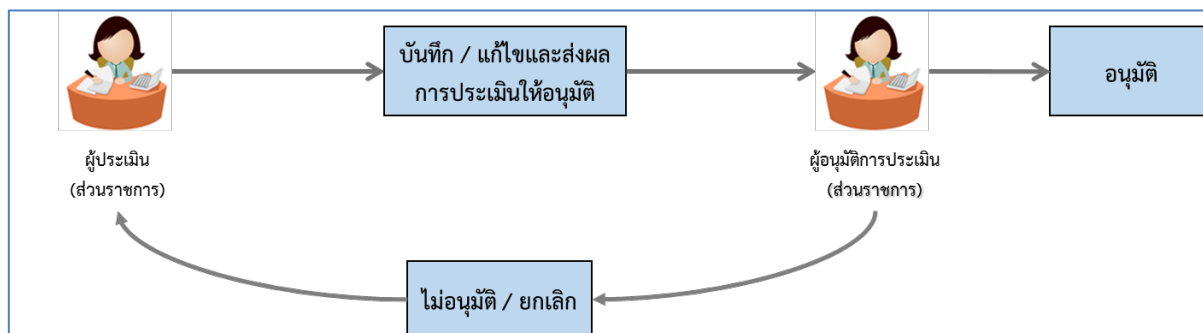 บันทึก / แก้ไขและส่งผล
การประเมินให้อนุมัติ
อนุมัติ
ผู้ประเมิน
(ส่วนราชการ)
ผู้อนุมัติการประเมิน
(ส่วนราชการ)
ไม่อนุมัติ / ยกเลิก